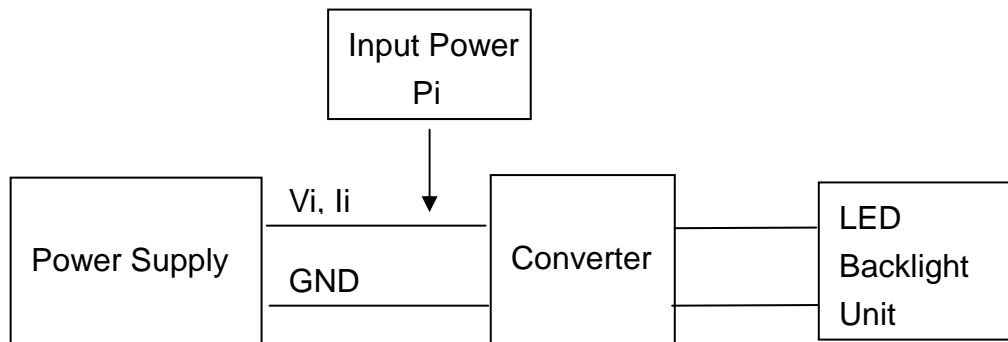 Input Power
Pi
Vi, Ii
Power Supply
GND
Converter
LED
Backlight
Unit